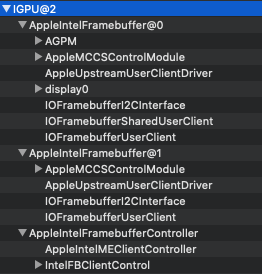 IGPU@2
AppleIntelFramebuffer@0
AGPM
AppleMCCSControlModule
AppleUpstreamUserClientDriver
display0
IOFramebufferI2CInterface
IOFramebufferSharedUserClient
IOFramebufferUserClient
AppleIntelFramebuffer@1
AppleMCCSControlModule
AppleUpstreamUserClientDriver
IOFramebufferI2CInterface
IOFramebufferUserClient
AppleIntelFramebufferController
AppleIntelMEClientController
IntelFBClientControl